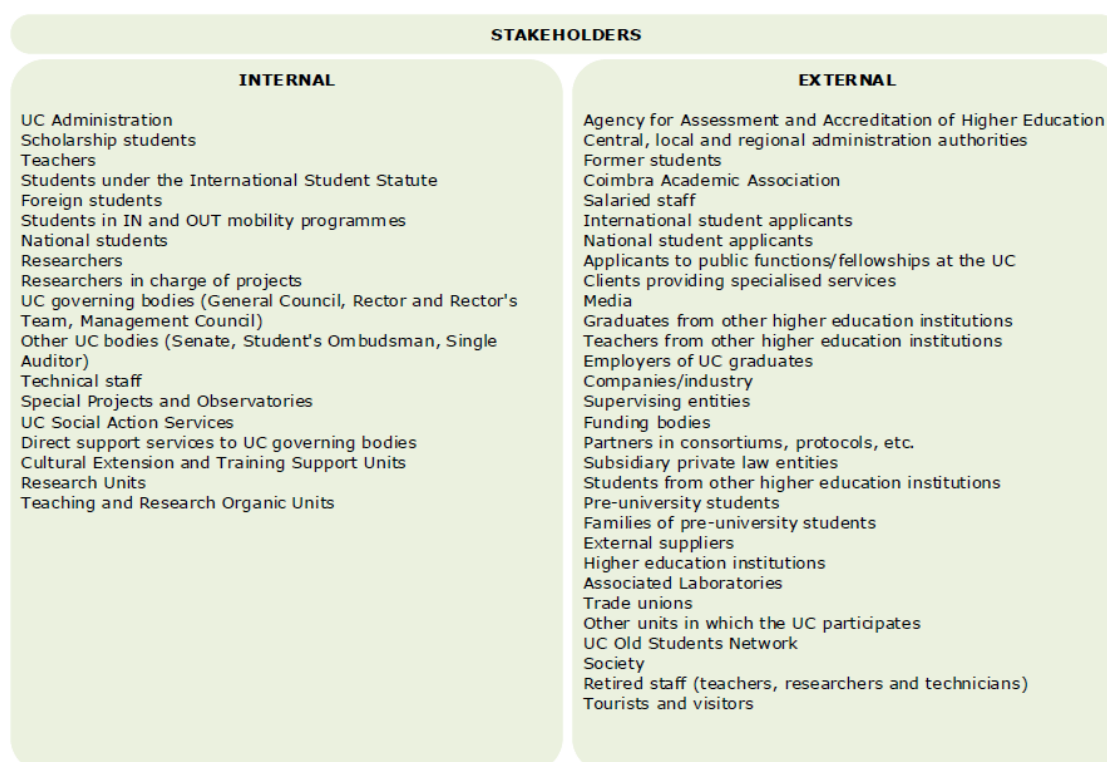 STAKEHOLDERS
INTERNAL
UC Administration
Scholarship students
Teachers
Students under the International Student Statute
Foreign students
Students in IN and OUT mobility programmes
National students
Researchers
Researchers in charge of projects
UC governing bodies (General Council, Rector and Rector's
Team, Management Council)
Other UC bodies (Senate, Student's Ombudsman, Single
Auditor)
Technical staff
Special Projects and Observatories
UC Social Action Services
Direct support services to UC governing bodies
Cultural Extension and Training Support Units
Research Units
Teaching and Research Organic Units
EXTERNAL
Agency for Assessment and Accreditation of Higher Education
Central, local and regional administration authorities
Former students
Coimbra Academic Association
Salaried staff
International student applicants
National student applicants
Applicants to public functions/fellowships at the UC
Clients providing specialised services
Media
Graduates from other higher education institutions
Teachers from other higher education institutions
Employers of UC graduates
Companies/industry
Supervising entities
Funding bodies
Partners in consortiums, protocols, etc.
Subsidiary private law entities
Students from other higher education institutions
Pre-university students
Families of pre-university students
External suppliers
Higher education institutions
Associated Laboratories
Trade unions
Other units in which the UC participates
UC Old Students Network
Society
Retired staff (teachers, researchers and technicians)
Tourists and visitors